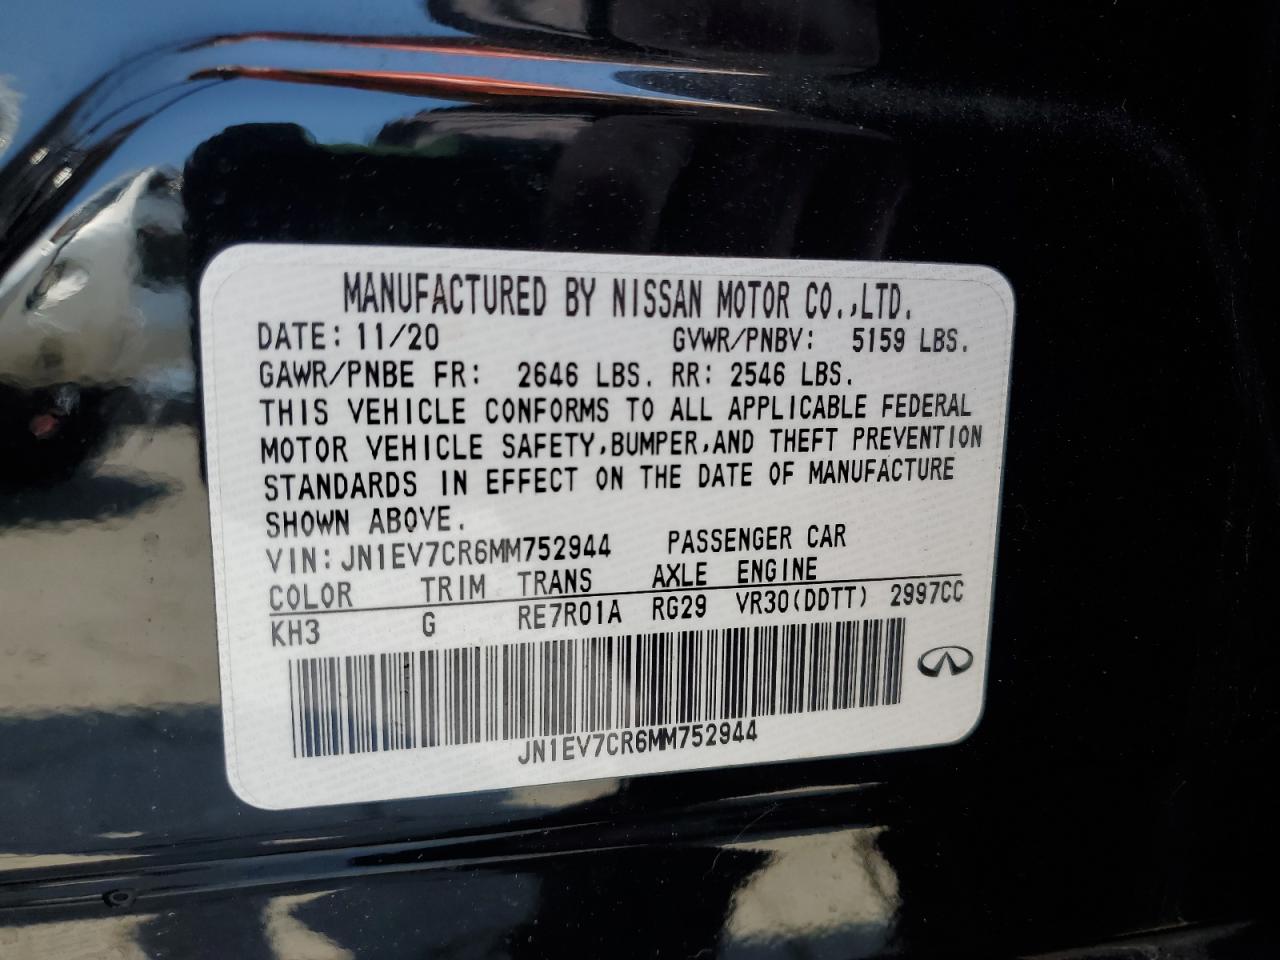 MANUFACTURED BY NISSAN MOTOR CO.,LTD.
DATE: 11/20 GVWR/PNBV: 5159 LBS.
GAWR/PNBE FR: 2646 LBS. RR: 2546 LBS.
THIS VEHICLE CONFORMS TO ALL APPLICABLE FEDERAL
MOTOR VEHICLE SAFETY,BUMPER,AND THEFT PREVENTION
STANDARDS IN EFFECT ON THE DATE OF MANUFACTURE
SHOWN ABOVE.
VIN:JN1EV7CR6MM752944 PASSENGER CAR
COLOR TRIM TRANS AXLE ENGINE
KH3 G RE7R01A RG29 VR30(DDTT) 2997CC
JN1EV7CR6MM752944